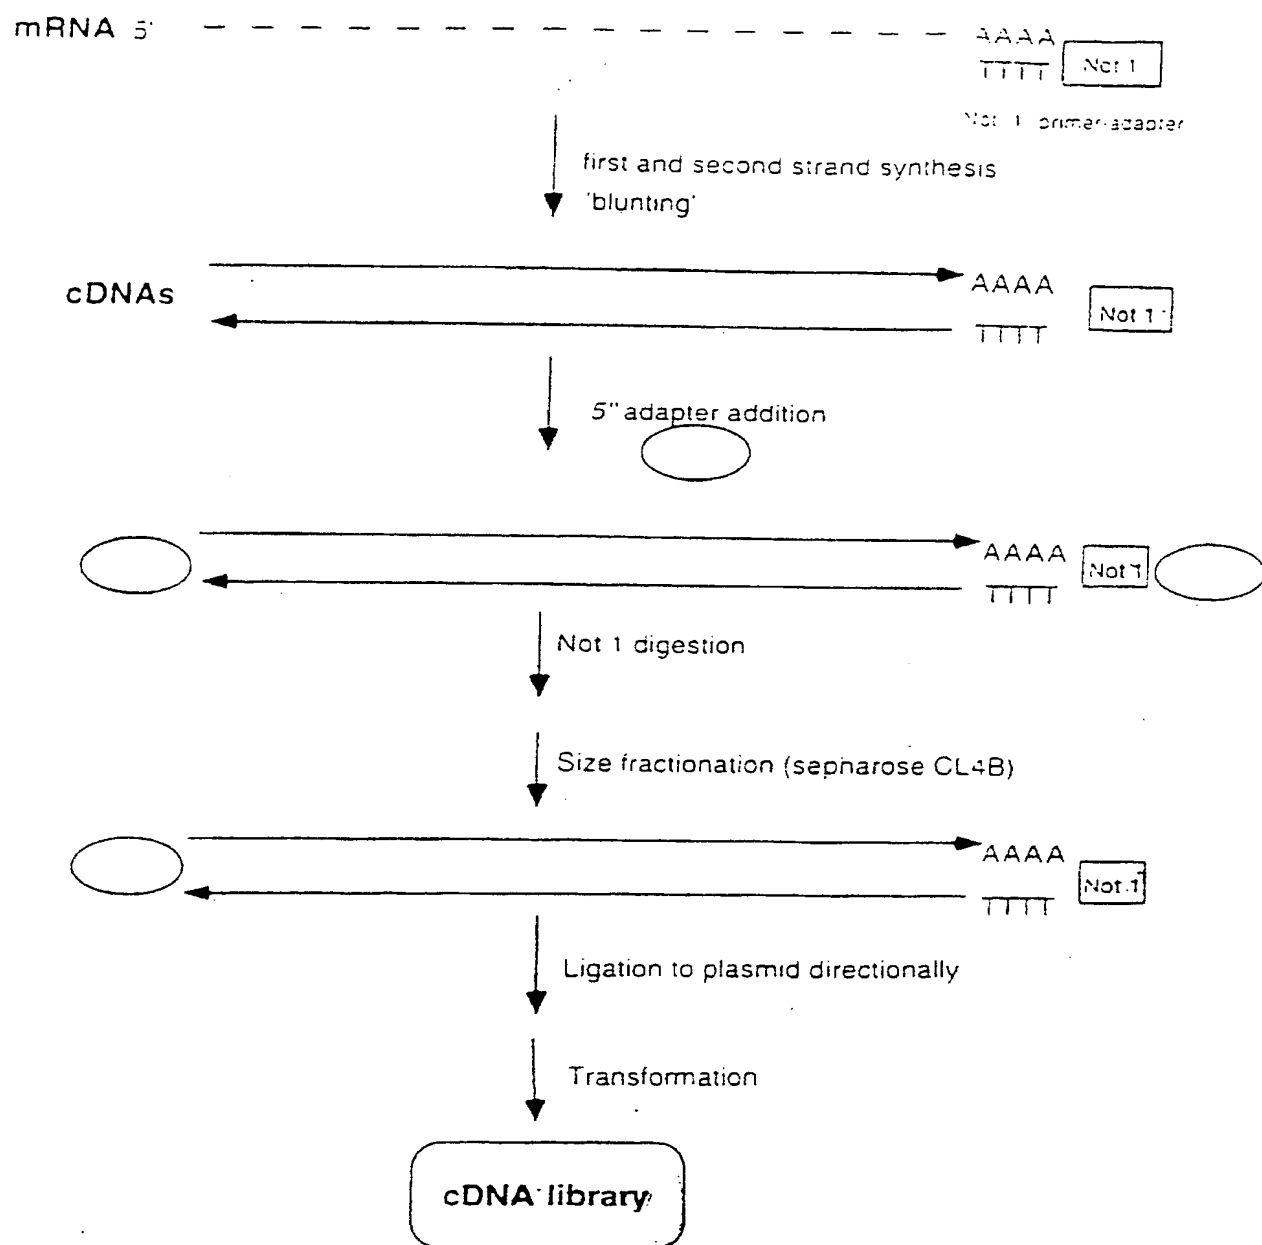 mRNA 5' AAAA
TTTT Not 1
Not 1 primer-adapter
first and second strand synthesis
'blunting'
cDNAs AAAA
TTTT Not 1
5" adapter addition
AAAA
TTTT Not 1
Not 1 digestion
Size fractionation (sepharose CL4B)
AAAA
TTTT Not 1
Ligation to plasmid directionally
Transformation
cDNA library